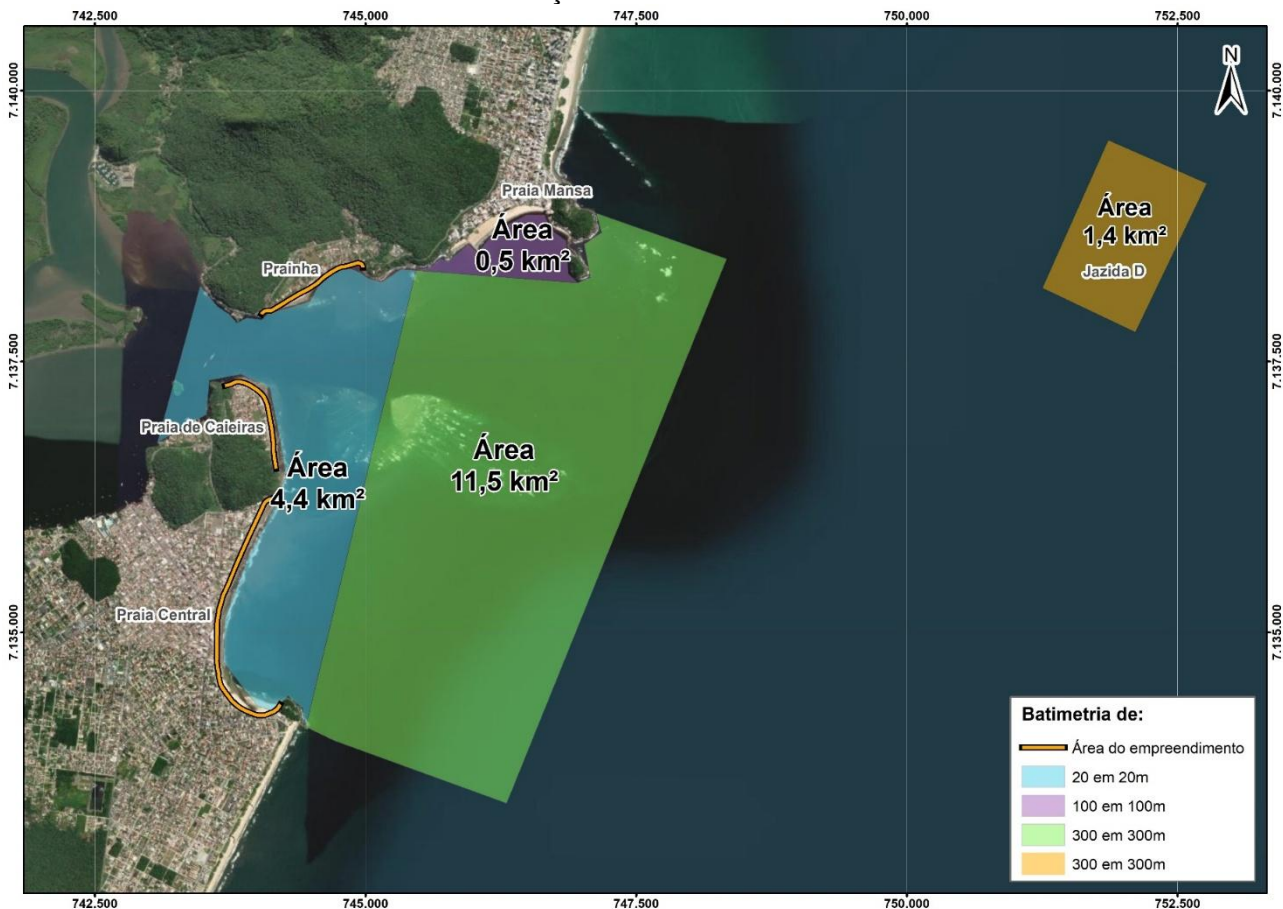 742.500 745.000 747.500 750.000 752.500
N
7.140.000 7.140.000
Praia Mansa
Área
0,5 km²
Área
1,4 km²
Jazida D
Prainha
7.137.500 7.137.500
Praia de Caieiras
Área
4,4 km²
Área
11,5 km²
Praia Central
7.135.000 7.135.000
Batimetria de:
Área do empreendimento
20 em 20m
100 em 100m
300 em 300m
300 em 300m
742.500 745.000 747.500 750.000 752.500